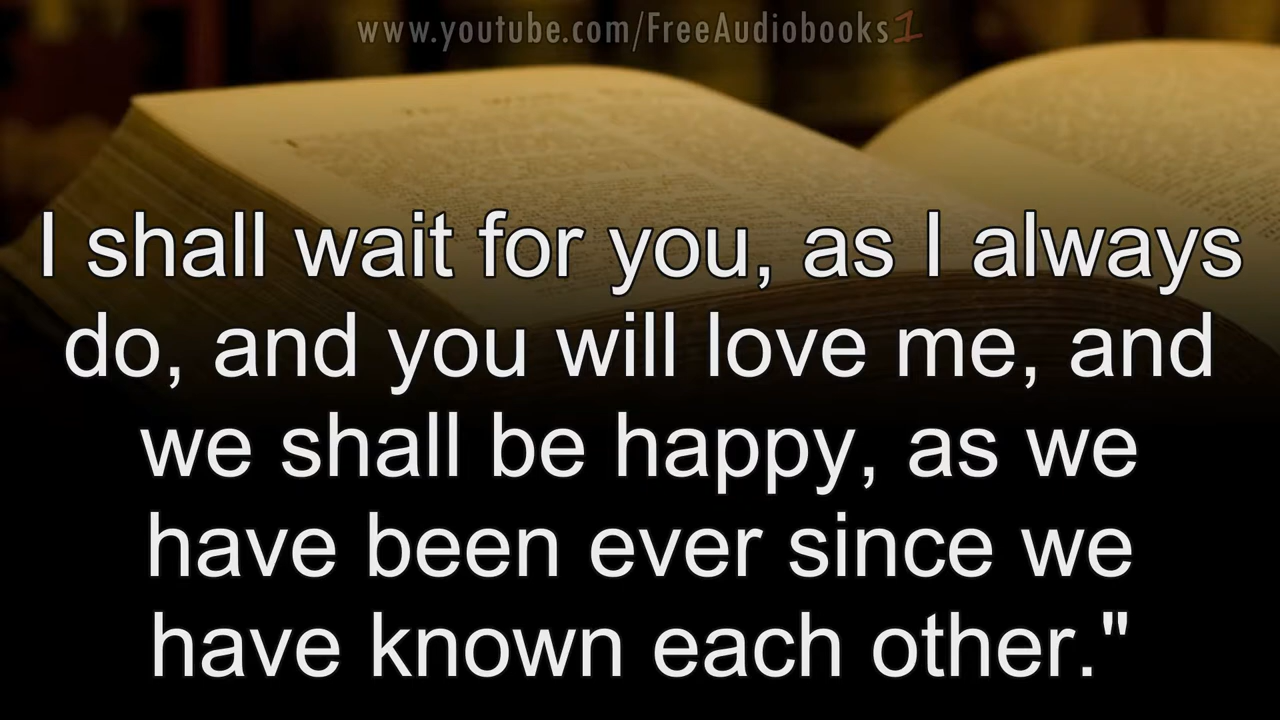 www.youtube.com/FreeAudiobooks1
I shall wait for you, as I always
do, and you will love me, and
we shall be happy, as we
have been ever since we
have known each other."